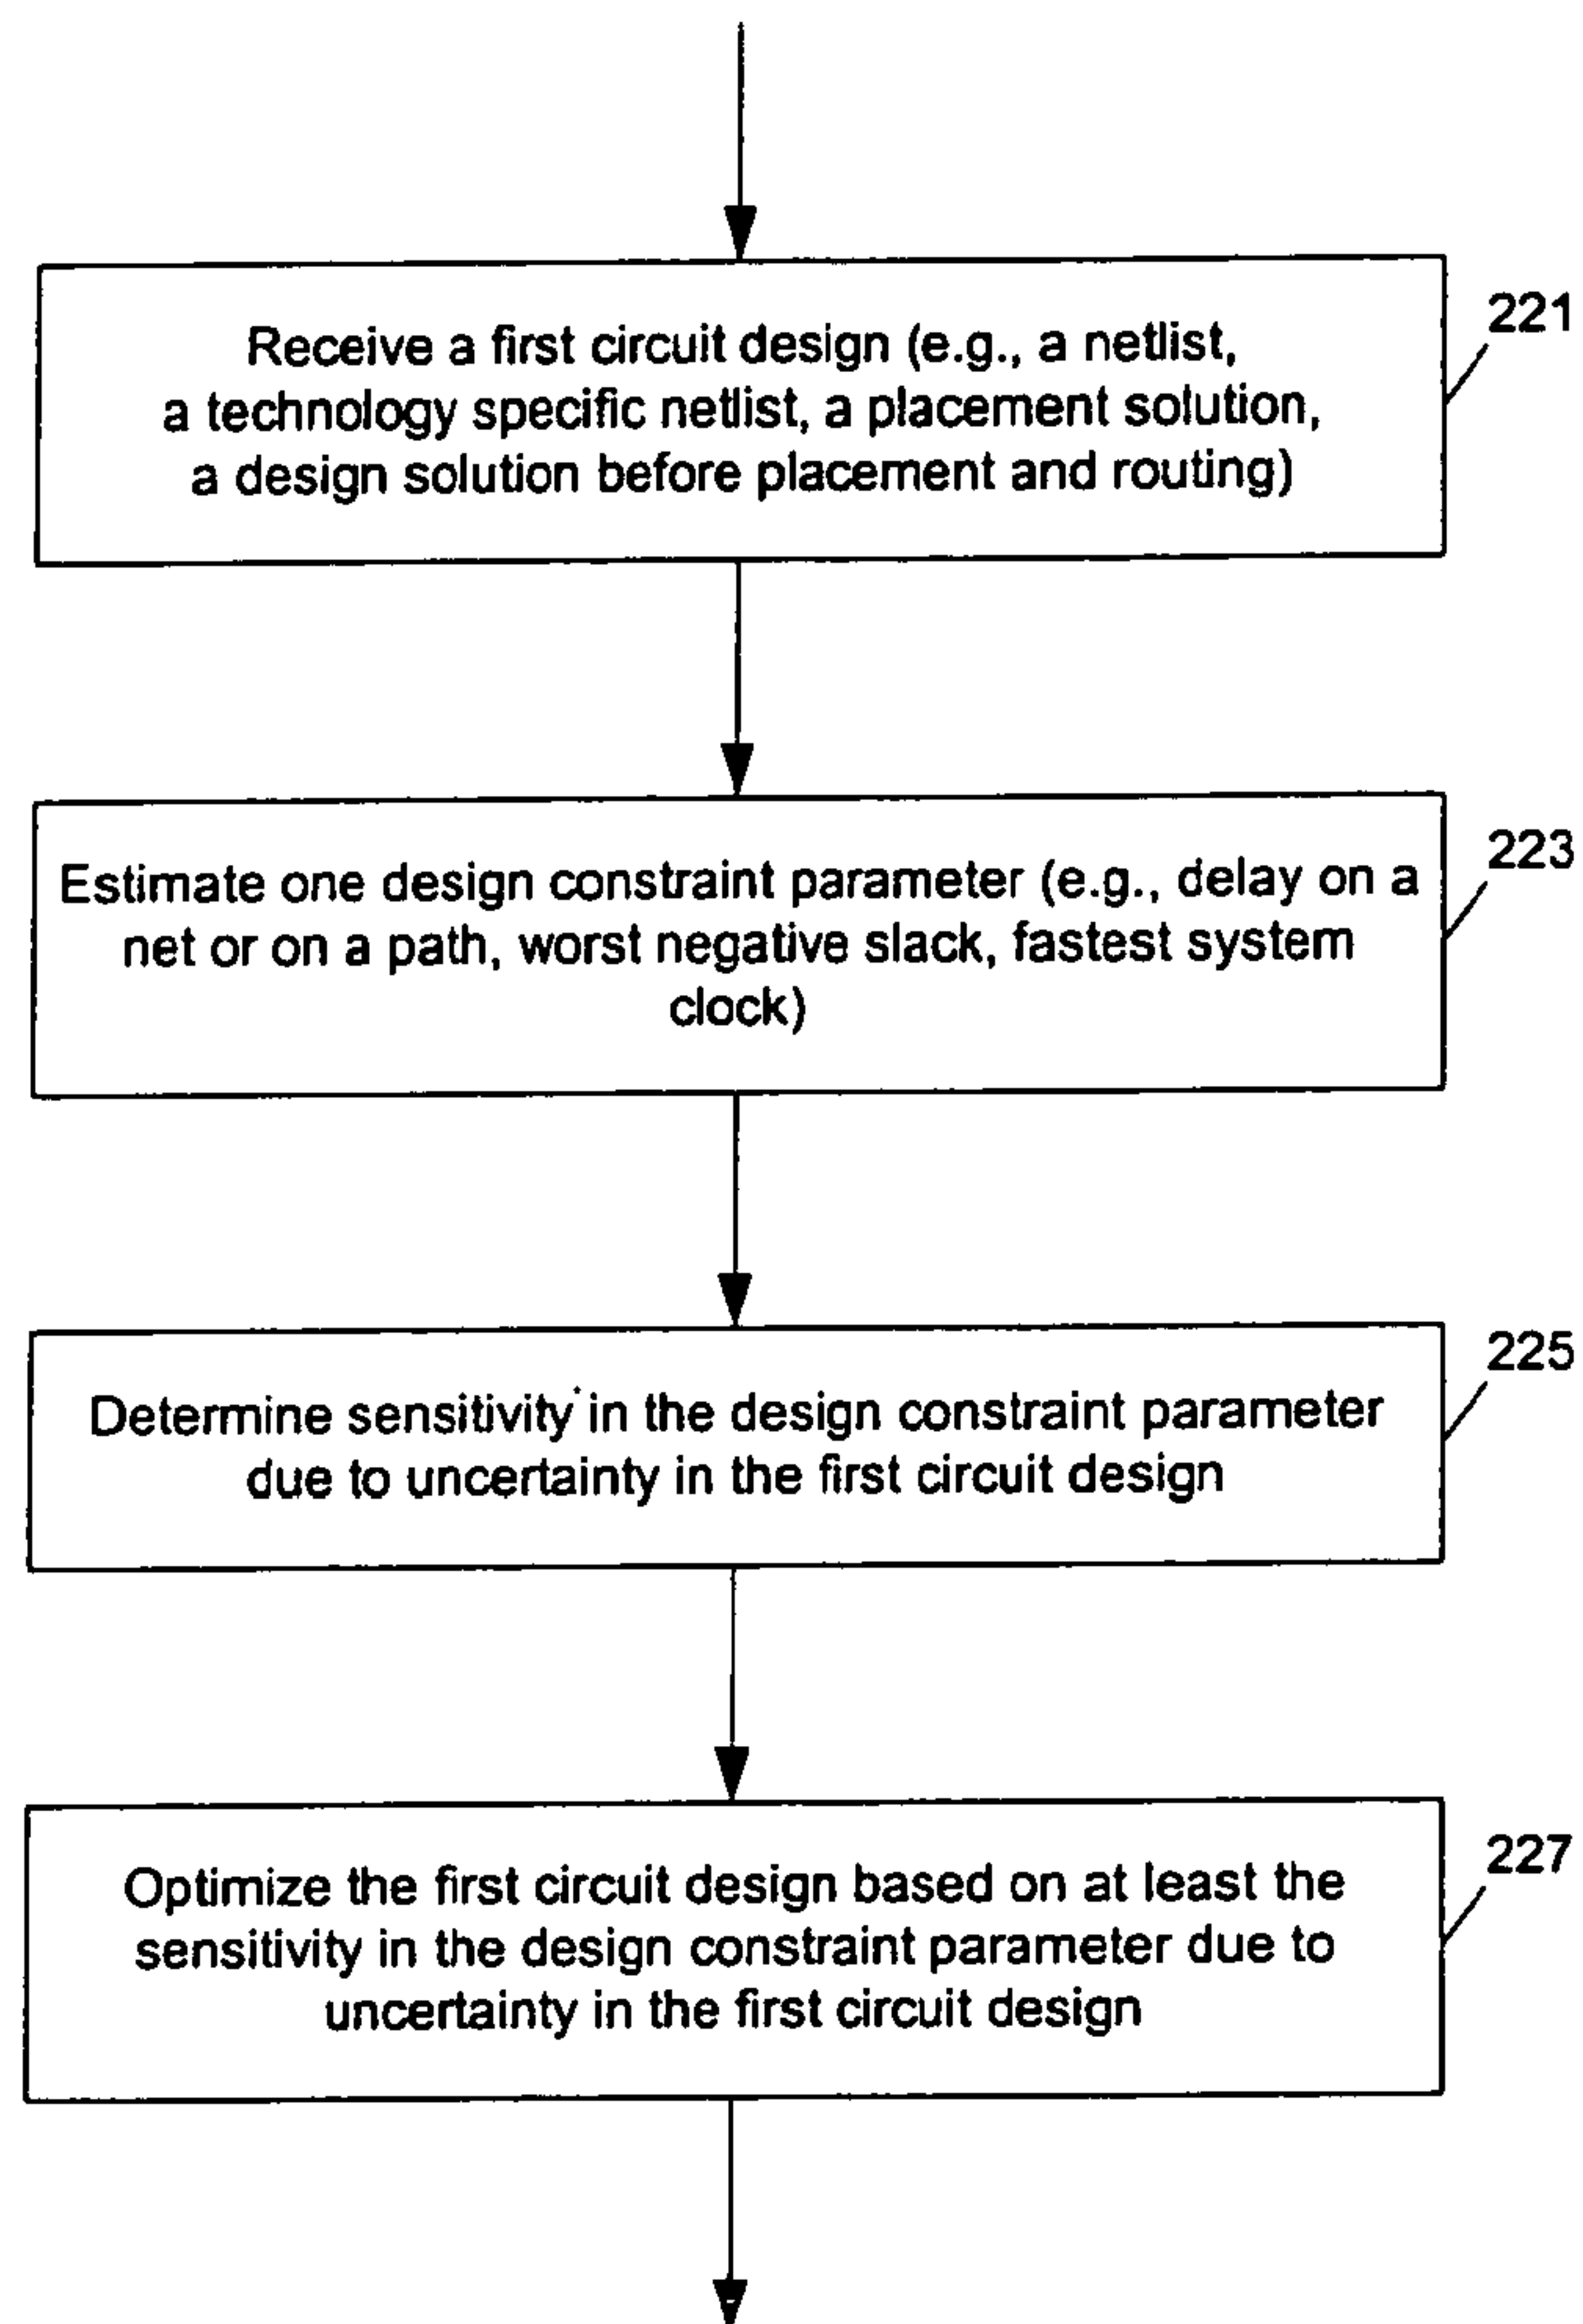 Receive a first circuit design (e.g., a netlist,
a technology specific netlist, a placement solution,
a design solution before placement and routing)
221
Estimate one design constraint parameter (e.g., delay on a
net or on a path, worst negative slack, fastest system
clock)
223
Determine sensitivity in the design constraint parameter
due to uncertainty in the first circuit design
225
Optimize the first circuit design based on at least the
sensitivity in the design constraint parameter due to
uncertainty in the first circuit design
227